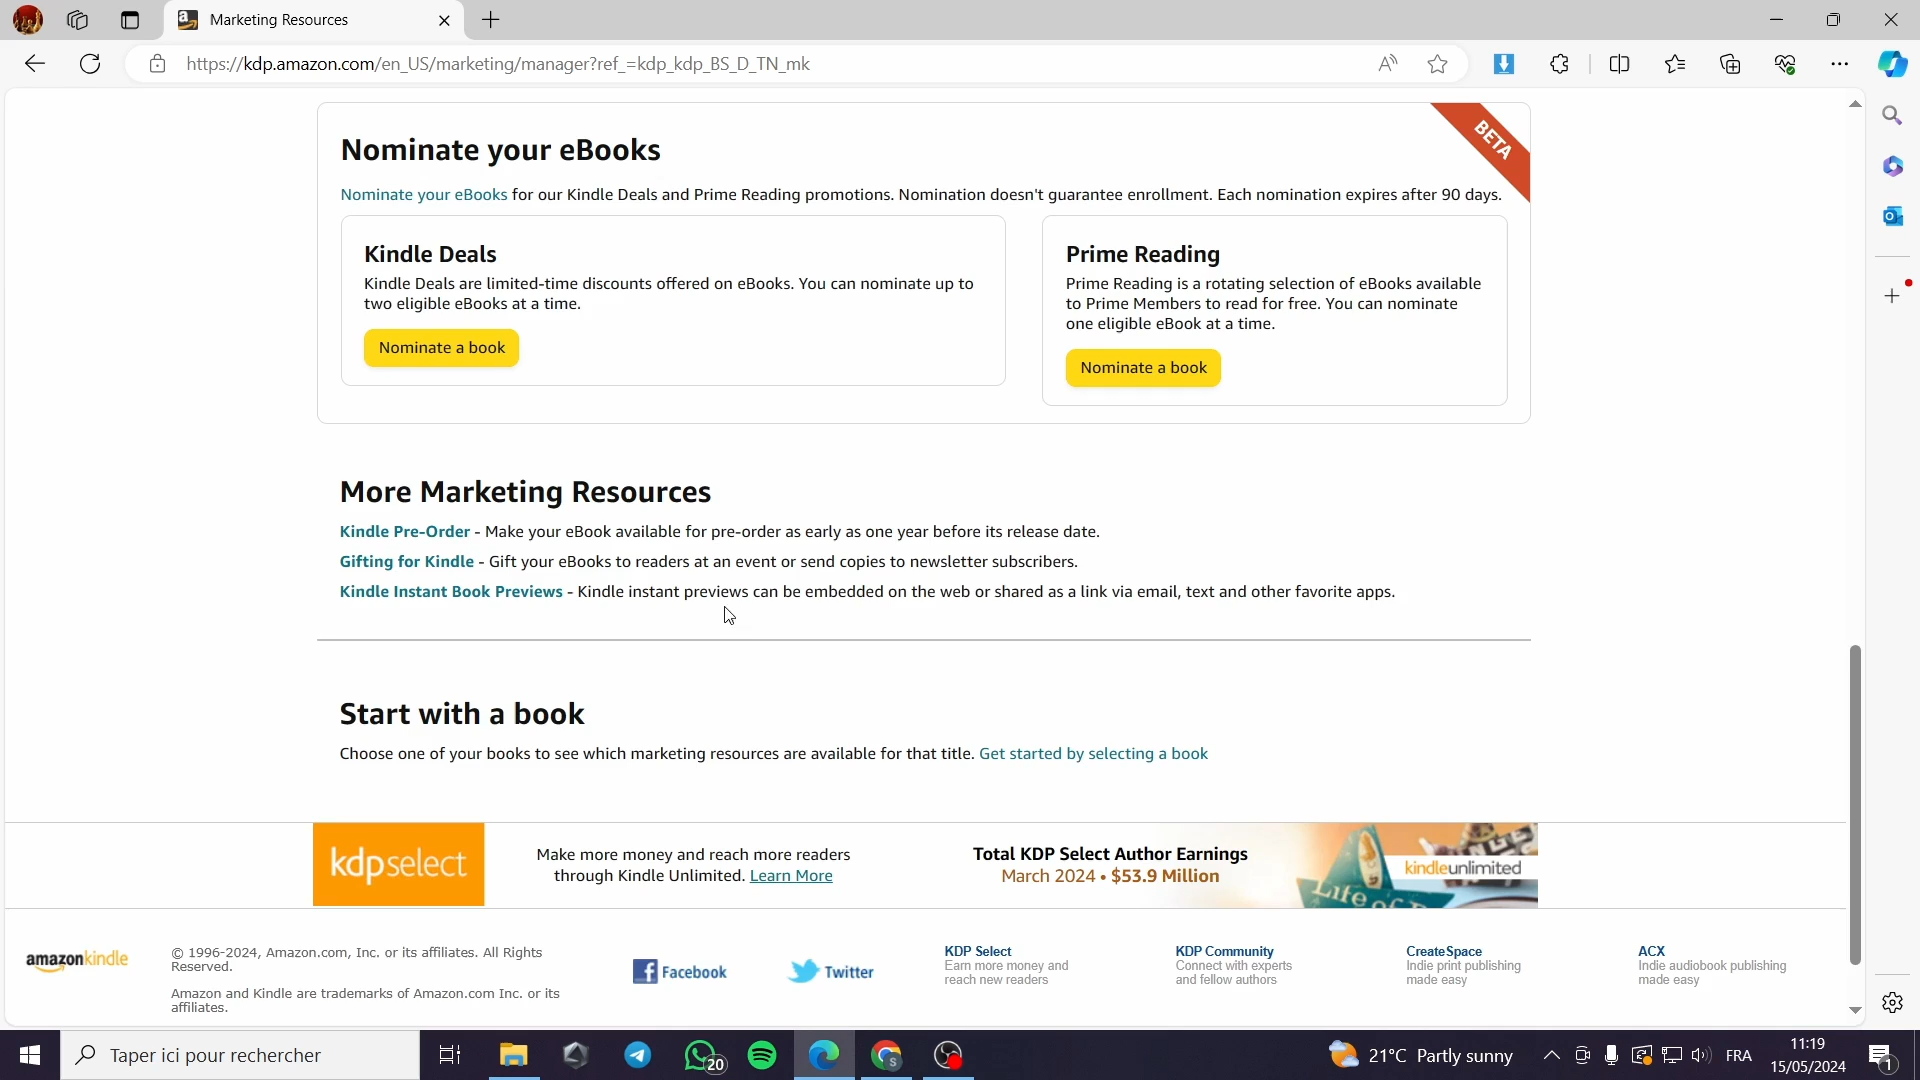 Marketing Resources
https://kdp.amazon.com/en_US/marketing/manager?ref_=kdp_kdp_BS_D_TN_mk
BETA
Nominate your eBooks
Nominate your eBooks for our Kindle Deals and Prime Reading promotions. Nomination doesn't guarantee enrollment. Each nomination expires after 90 days.
Kindle Deals
Kindle Deals are limited-time discounts offered on eBooks. You can nominate up to
two eligible eBooks at a time.
Nominate a book
Prime Reading
Prime Reading is a rotating selection of eBooks available
to Prime Members to read for free. You can nominate
one eligible eBook at a time.
Nominate a book
More Marketing Resources
Kindle Pre-Order - Make your eBook available for pre-order as early as one year before its release date.
Gifting for Kindle - Gift your eBooks to readers at an event or send copies to newsletter subscribers.
Kindle Instant Book Previews - Kindle instant previews can be embedded on the web or shared as a link via email, text and other favorite apps.
Start with a book
Choose one of your books to see which marketing resources are available for that title. Get started by selecting a book
kdpselect
Make more money and reach more readers
through Kindle Unlimited. Learn More
Total KDP Select Author Earnings
March 2024 • $53.9 Million
kindleunlimited
Life of
amazonkindle
© 1996-2024, Amazon.com, Inc. or its affiliates. All Rights
Reserved.
Amazon and Kindle are trademarks of Amazon.com Inc. or its
affiliates.
Facebook
Twitter
KDP Select
Earn more money and
reach new readers
KDP Community
Connect with experts
and fellow authors
CreateSpace
Indie print publishing
made easy
ACX
Indie audiobook publishing
made easy
Taper ici pour rechercher
20
21°C Partly sunny
FRA
11:19
15/05/2024
1